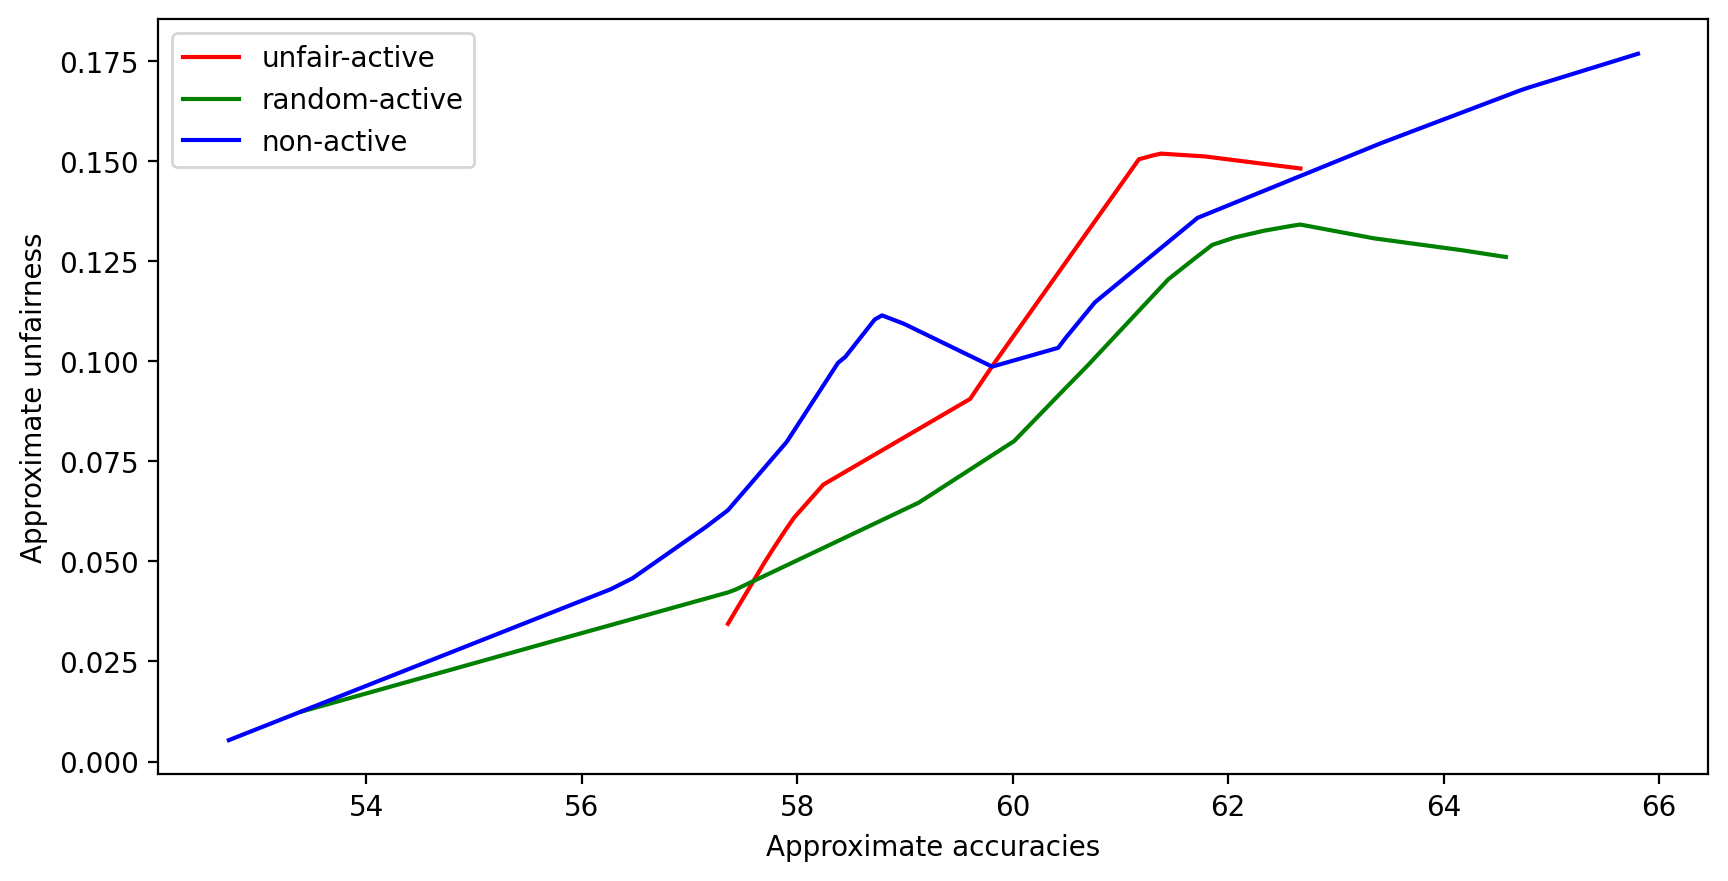 unfair-active
random-active
non-active
0.175
0.150
0.125
0.100
0.075
0.050
0.025
0.000
Approximate unfairness
54 56 58 60 62 64 66
Approximate accuracies